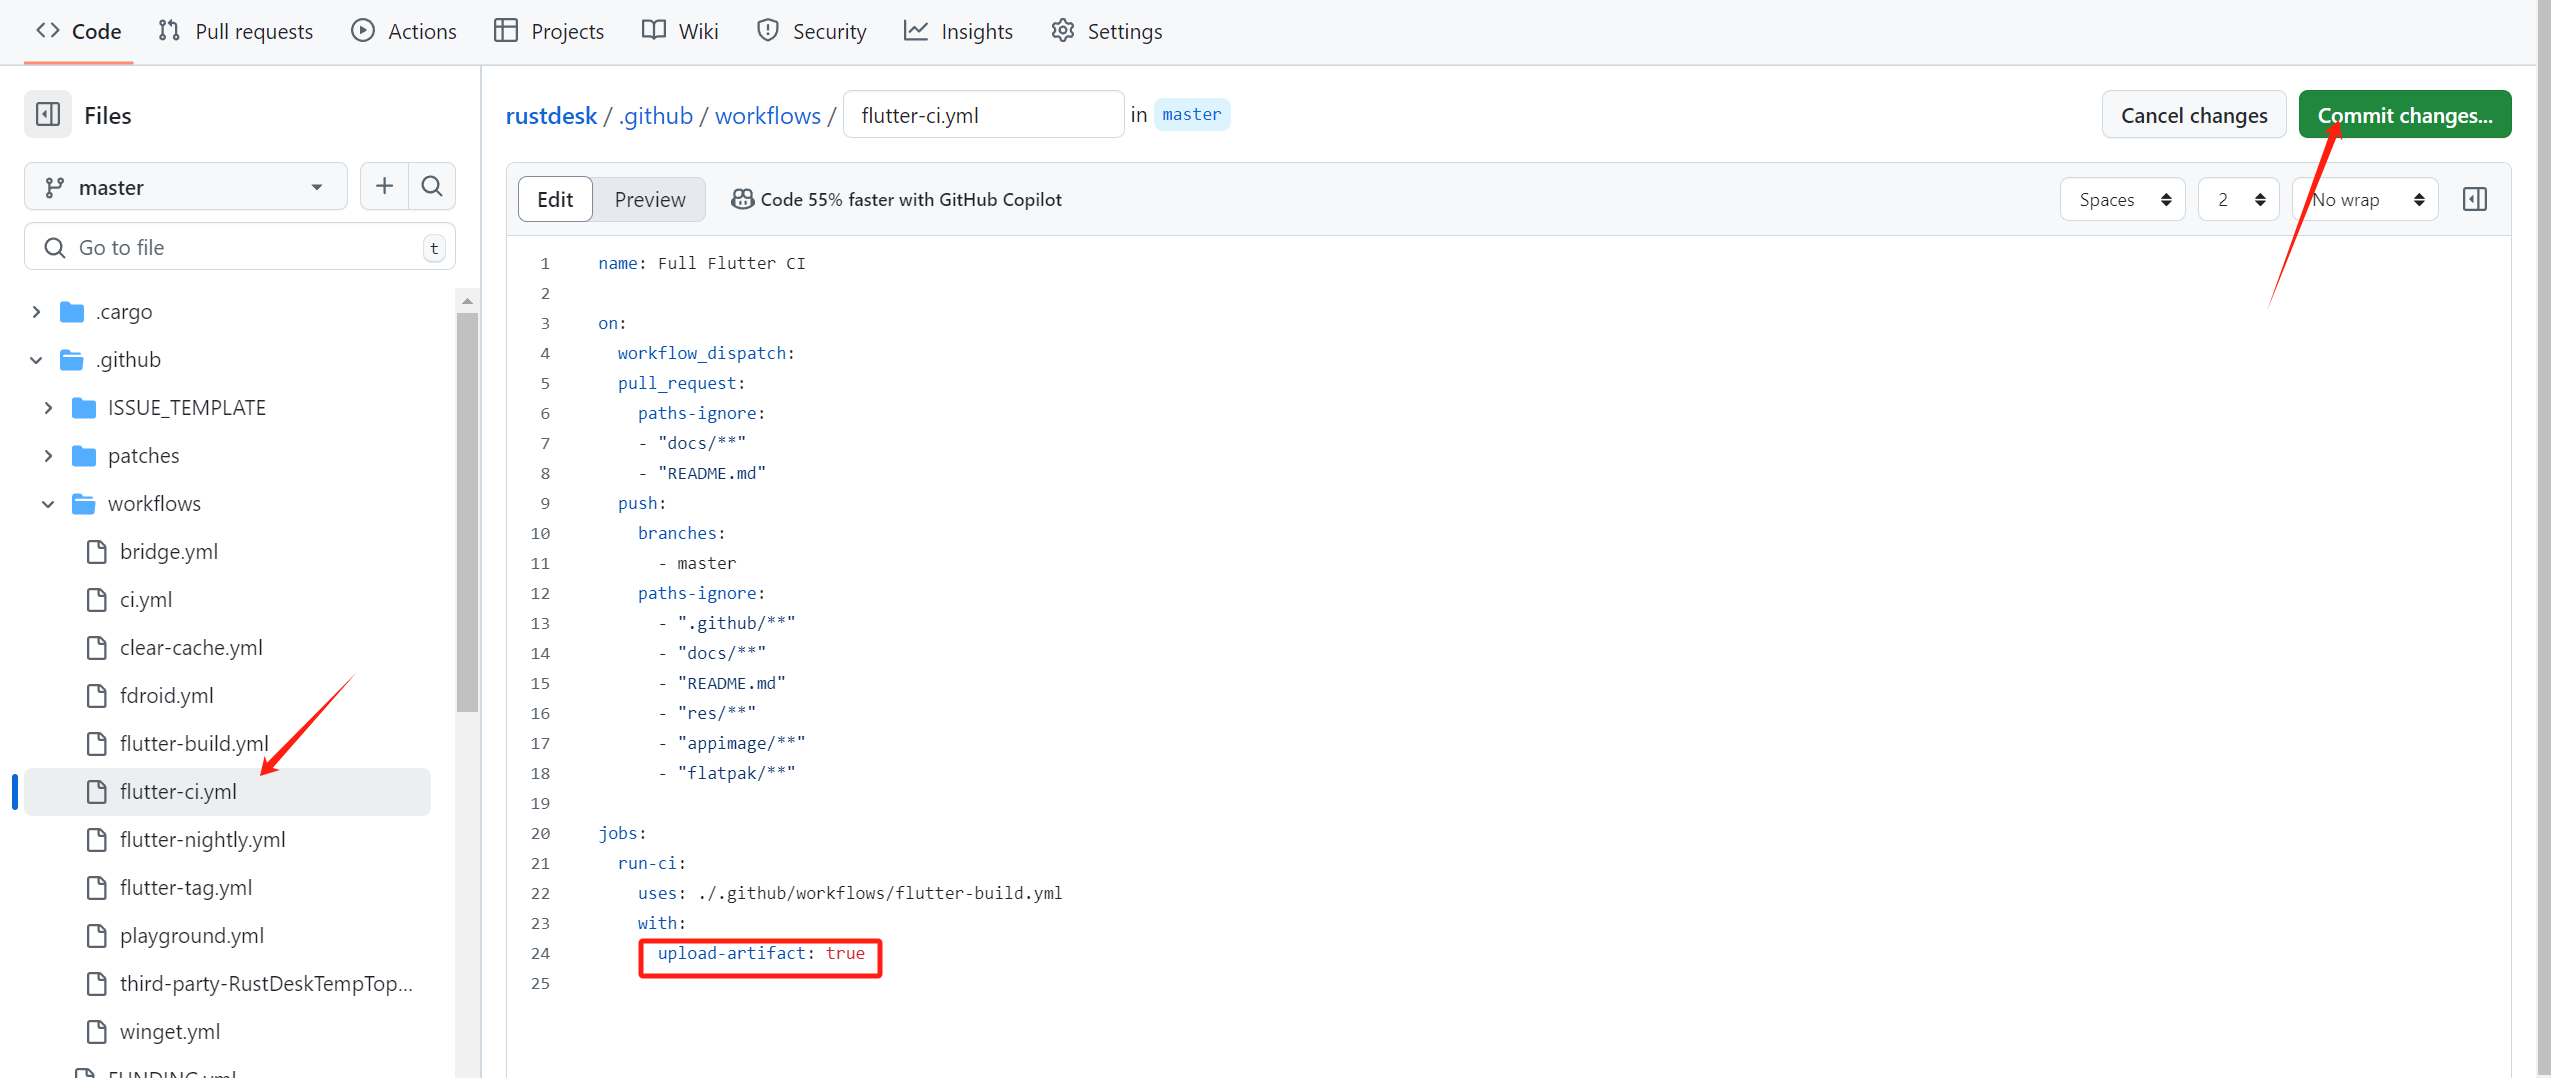 Code Pull requests Actions Projects Wiki Security Insights Settings
Files
rustdesk / .github / workflows / flutter-ci.yml in master
Cancel changes Commit changes...
master
Go to file t
Edit Preview Code 55% faster with GitHub Copilot
Spaces 2 No wrap
.cargo
.github
ISSUE_TEMPLATE
patches
workflows
bridge.yml
ci.yml
clear-cache.yml
fdroid.yml
flutter-build.yml
flutter-ci.yml
flutter-nightly.yml
flutter-tag.yml
playground.yml
third-party-RustDeskTempTop...
winget.yml
FUNDING.yml
1 name: Full Flutter CI
2
3 on:
4 workflow_dispatch:
5 pull_request:
6 paths-ignore:
7 - "docs/**"
8 - "README.md"
9 push:
10 branches:
11 - master
12 paths-ignore:
13 - ".github/**"
14 - "docs/**"
15 - "README.md"
16 - "res/**"
17 - "appimage/**"
18 - "flatpak/**"
19
20 jobs:
21 run-ci:
22 uses: ./.github/workflows/flutter-build.yml
23 with:
24 upload-artifact: true
25